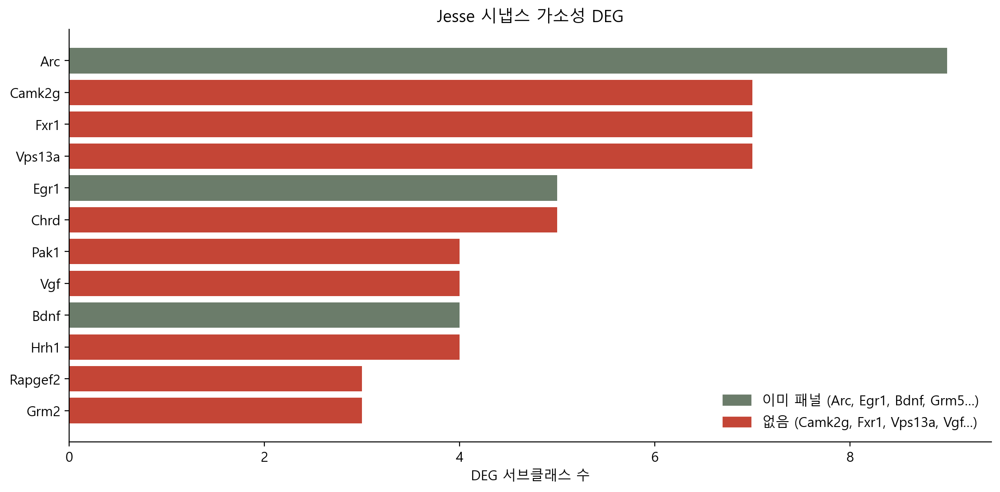 Jesse 시냅스 가소성 DEG
Arc
Camk2g
Fxr1
Vps13a
Egr1
Chrd
Pak1
Vgf
Bdnf
Hrh1
Rapgef2
Grm2
이미 패널 (Arc, Egr1, Bdnf, Grm5...)
없음 (Camk2g, Fxr1, Vps13a, Vgf...)
0 2 4 6 8
DEG 서브클래스 수